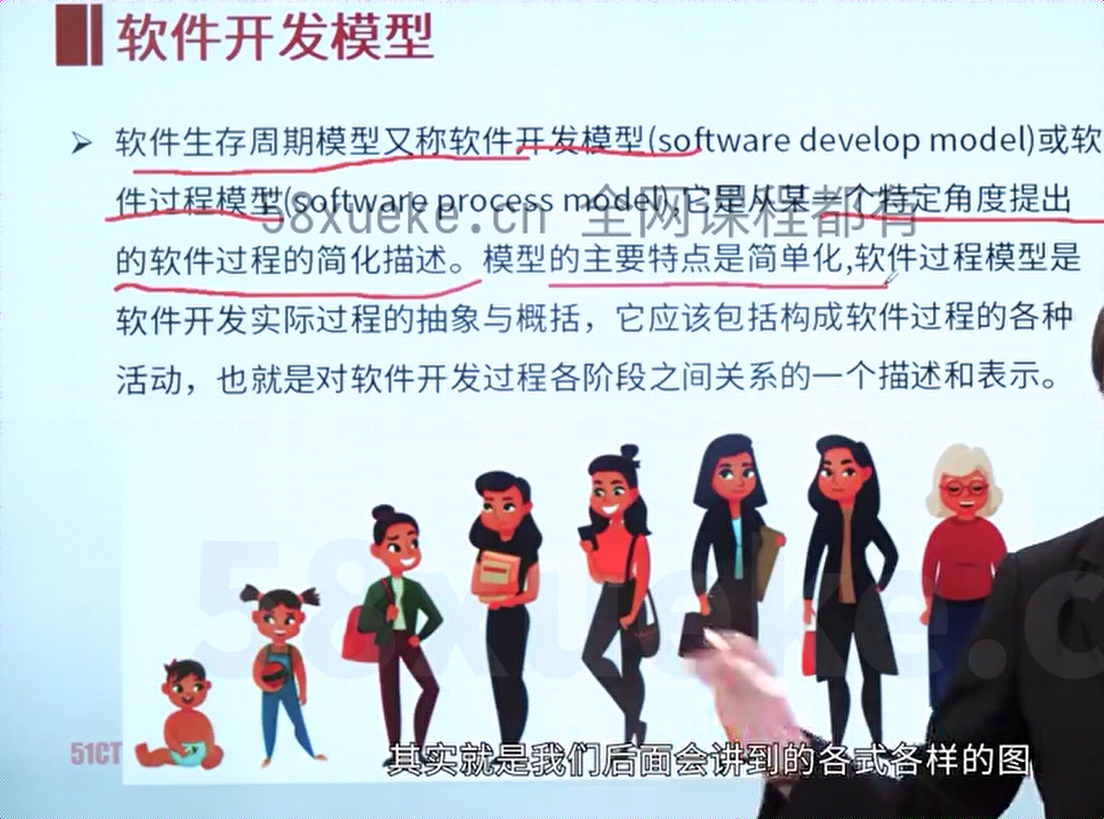 软件开发模型
软件生存周期模型又称软件开发模型(software develop model)或软
件过程模型(software process model),它是从某一个特定角度提出
58xueke.cn 全网课程都有
的软件过程的简化描述。模型的主要特点是简单化,软件过程模型是
软件开发实际过程的抽象与概括，它应该包括构成软件过程的各种
活动，也就是对软件开发过程各阶段之间关系的一个描述和表示。
58xueke.c
51CT
其实就是我们后面会讲到的各式各样的图